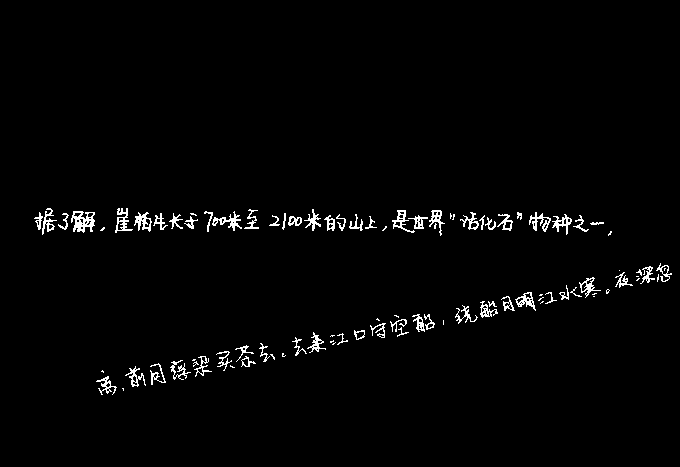 据了解，崖柏生长于700米至2100米的山上，是世界“活化石”物种之一，
离，前月浮梁买茶去。去来江口守空船，绕船月明江水寒。夜深忽